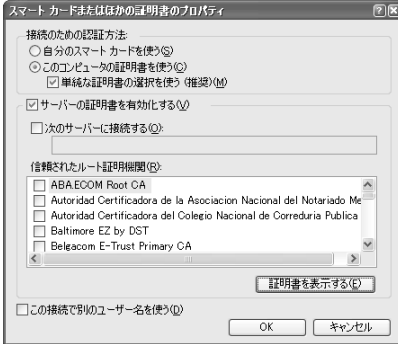 スマート カードまたはほかの証明書のプロパティ
接続のための認証方法:
自分のスマート カードを使う(S)
このコンピュータの証明書を使う(C)
単純な証明書の選択を使う (推奨)(M)
サーバーの証明書を有効化する(V)
次のサーバーに接続する(O):
信頼されたルート証明機関(R):
ABA.ECOM Root CA
Autoridad Certificadora de la Asociacion Nacional del Notariado Me
Autoridad Certificadora del Colegio Nacional de Correduria Publica
Baltimore EZ by DST
Belgacom E-Trust Primary CA
証明書を表示する(E)
この接続で別のユーザー名を使う(D)
OK キャンセル